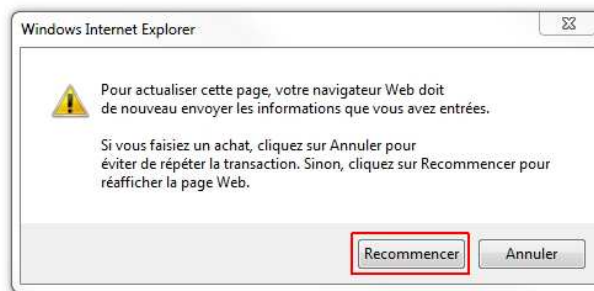 Windows Internet Explorer
Pour actualiser cette page, votre navigateur Web doit
de nouveau envoyer les informations que vous avez entrées.
Si vous faisiez un achat, cliquez sur Annuler pour
éviter de répéter la transaction. Sinon, cliquez sur Recommencer pour
réafficher la page Web.
Recommencer
Annuler